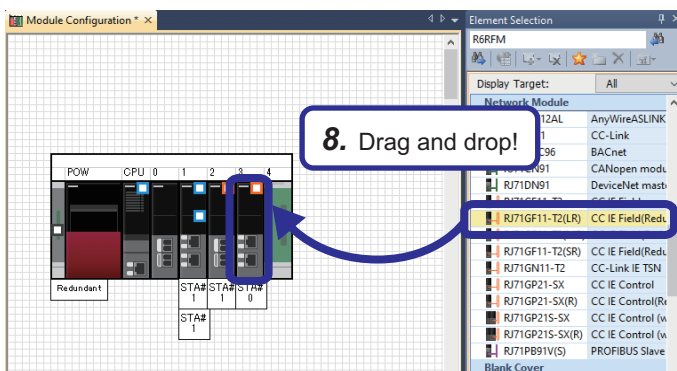 Module Configuration *
Element Selection
R6RFM
Display Target: All
Network Module
12AL AnyWireASLINK
CC-Link
C96 BACnet
8. Drag and drop!
CANopen modu
RJ71DN91 DeviceNet mast
RJ71GF11-T2(LR) CC IE Field(Redu
RJ71GF11-T2(SR) CC IE Field(Redu
RJ71GN11-T2 CC-Link IE TSN
RJ71GP21-SX CC IE Control
RJ71GP21-SX(R) CC IE Control(Re
RJ71GP21S-SX CC IE Control (w
RJ71GP21S-SX(R) CC IE Control (w
RJ71PB91V(S) PROFIBUS Slave
Blank Cover
POW CPU 0 1 2 3 4
Redundant
STA# 1 STA# 1 STA# 0
STA# 1